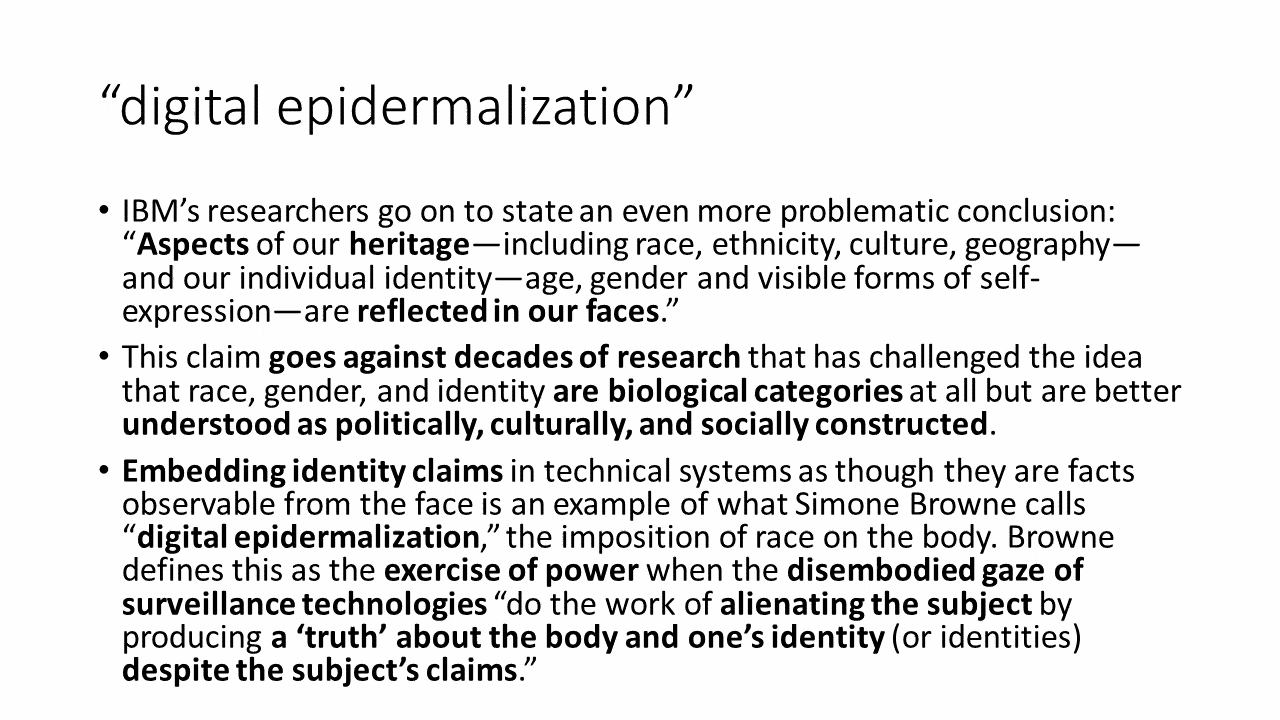 “digital epidermalization”
• IBM’s researchers go on to state an even more problematic conclusion:
“Aspects of our heritage—including race, ethnicity, culture, geography—
and our individual identity—age, gender and visible forms of self-
expression—are reflected in our faces.”
• This claim goes against decades of research that has challenged the idea
that race, gender, and identity are biological categories at all but are better
understood as politically, culturally, and socially constructed.
• Embedding identity claims in technical systems as though they are facts
observable from the face is an example of what Simone Browne calls
“digital epidermalization,” the imposition of race on the body. Browne
defines this as the exercise of power when the disembodied gaze of
surveillance technologies “do the work of alienating the subject by
producing a ‘truth’ about the body and one’s identity (or identities)
despite the subject’s claims.”